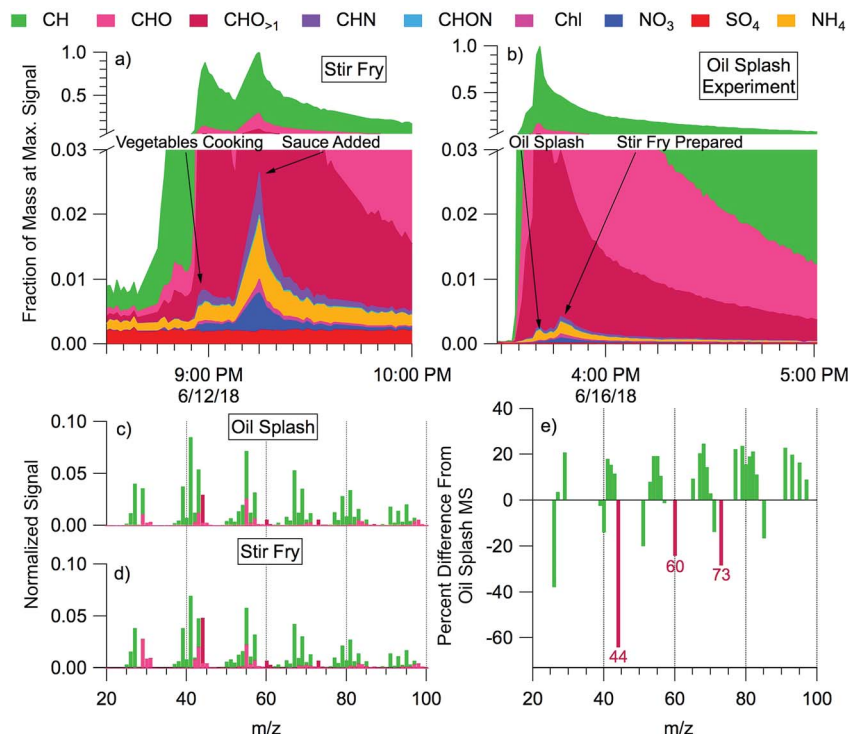 CH CHO CHO>1 CHN CHON Chl NO3 SO4 NH4
a) Stir Fry
b) Oil Splash
Experiment
1.0
0.5
1.0
0.5
Vegetables Cooking Sauce Added
Oil Splash Stir Fry Prepared
Fraction of Mass at Max. Signal
0.03
0.02
0.01
0.00
0.03
0.02
0.01
0.00
9:00 PM 10:00 PM
6/12/18
4:00 PM 5:00 PM
6/16/18
c) Oil Splash
0.10
0.05
0.00
d) Stir Fry
0.10
0.05
0.00
Normalized Signal
20 40 60 80 100
m/z
e)
Percent Difference From
Oil Splash MS
40
20
0
-20
-40
-60
44
60
73
20 40 60 80 100
m/z